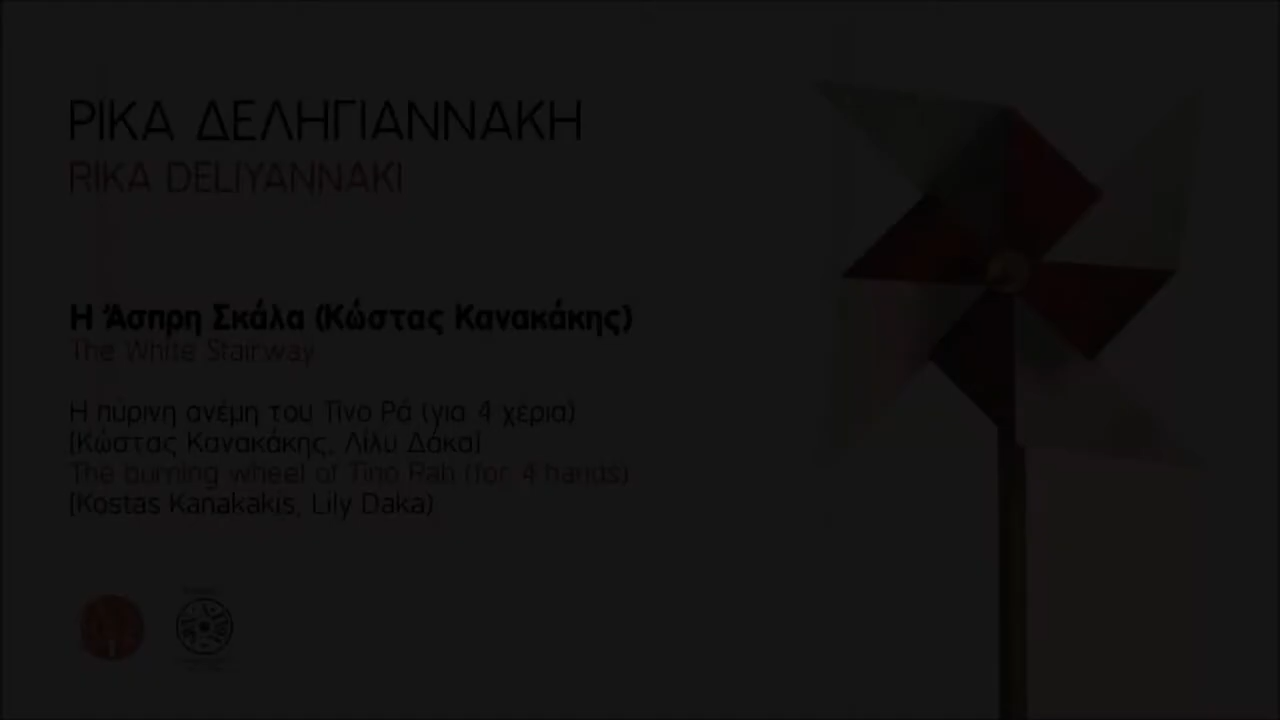 ΡΙΚΑ ΔΕΛΗΓΙΑΝΝΑΚΗ
RIKA DELIYANNAKI
Η Άσπρη Σκάλα (Κώστας Κανακάκης)
The White Stairway
Η πύρινη ανέμη του Τίνο Ρά (για 4 χέρια)
(Κώστας Κανακάκης, Λίλυ Δάκα)
The burning wheel of Tino Rah (for 4 hands)
(Kostas Kanakakis, Lily Daka)